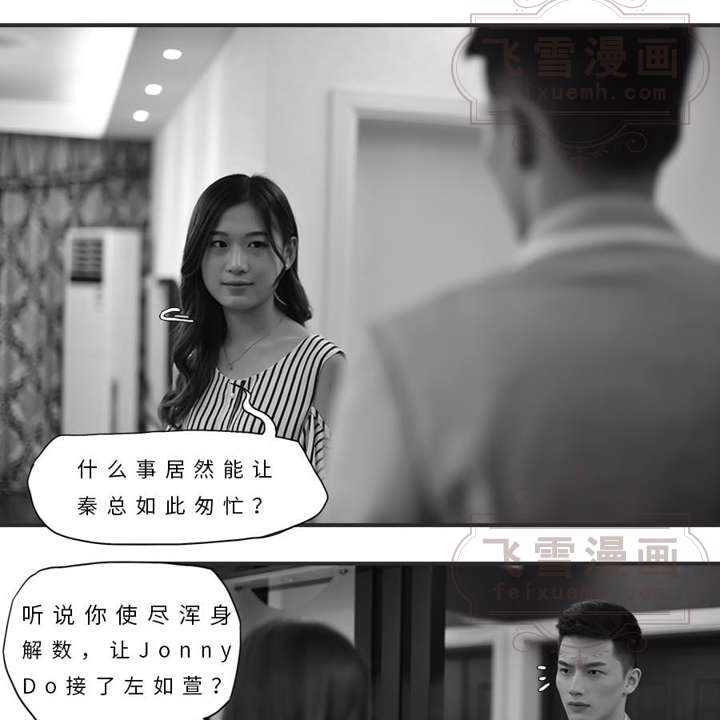 飞雪漫画
feixuemh.com
什么事居然能让
秦总如此匆忙？
飞雪漫画
feixuemh.com
听说你使尽浑身
解数，让Jonny
Do接了左如萱？